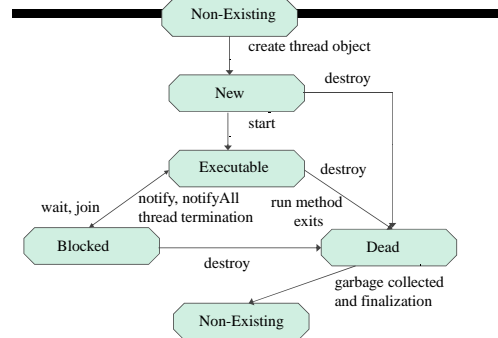 Non-Existing
create thread object
New
destroy
start
Executable
destroy
wait, join
notify, notifyAll
thread termination
run method
exits
Blocked
Dead
destroy
garbage collected
and finalization
Non-Existing